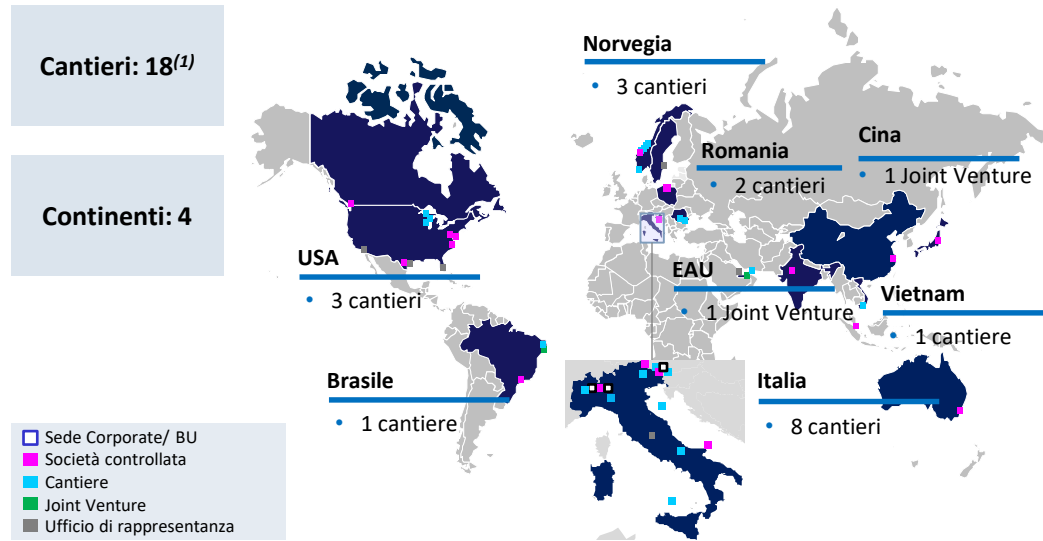 Cantieri: 18(1)
Continenti: 4
Norvegia
• 3 cantieri
Romania
• 2 cantieri
Cina
• 1 Joint Venture
USA
• 3 cantieri
EAU
• 1 Joint Venture
Vietnam
• 1 cantiere
Brasile
• 1 cantiere
Italia
• 8 cantieri
Sede Corporate/ BU
Società controllata
Cantiere
Joint Venture
Ufficio di rappresentanza